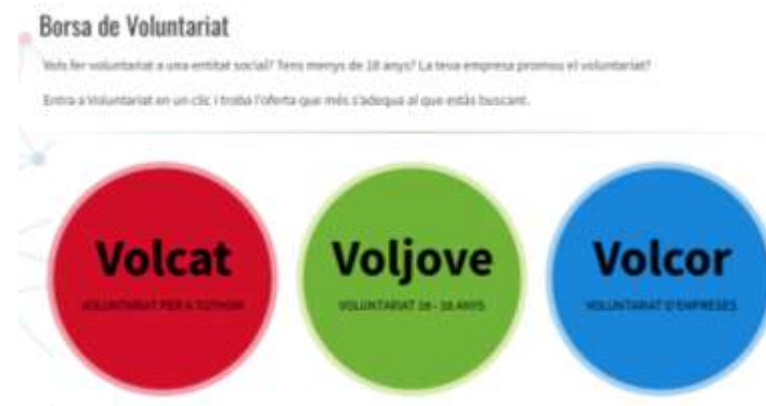 Borsa de Voluntariat
Vols fer voluntariat a una entitat social? Tens menys de 18 anys? La teva empresa promou el voluntariat?
Entra a Voluntariat en un clic i troba l'oferta que més s'adequa al que estàs buscant.
Volcat
VOLUNTARIAT PER A TOTHOM
Voljove
VOLUNTARIAT 16 - 18 ANYS
Volcor
VOLUNTARIAT D'EMPRESES